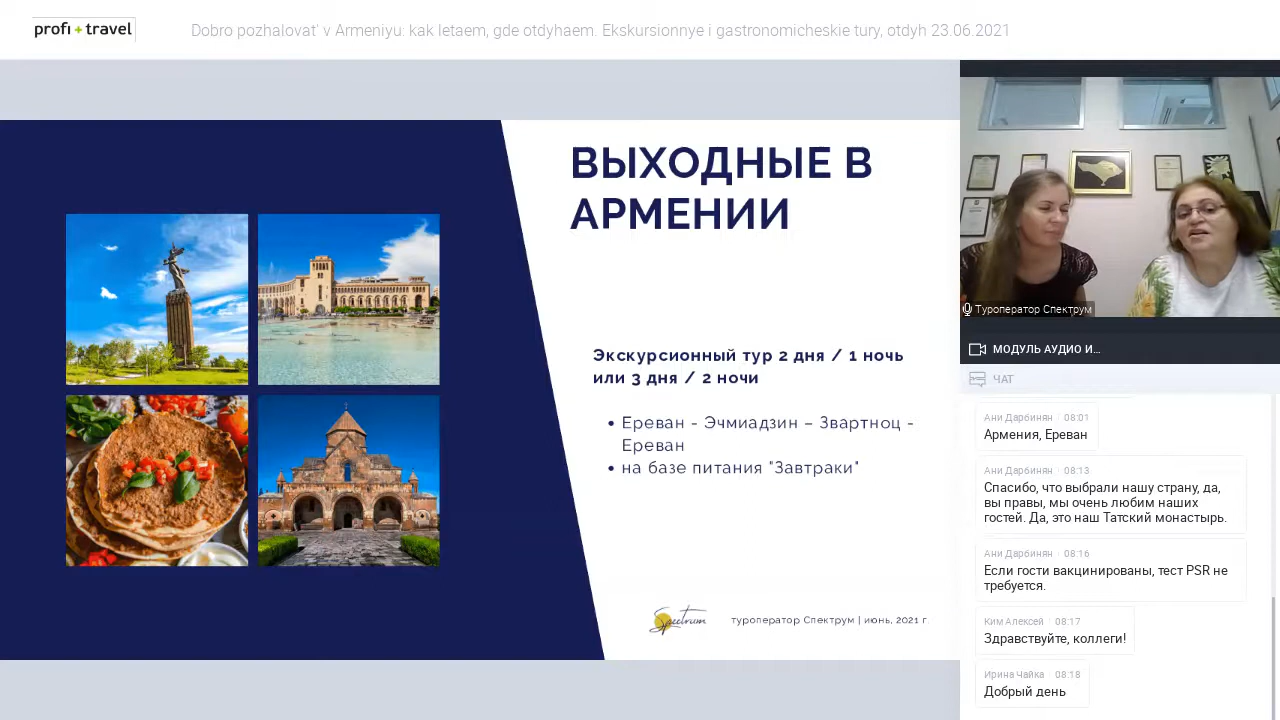 profi + travel
Dobro pozhalovat' v Armeniyu: kak letaem, gde otdyhaem. Ekskursionnye i gastronomicheskie tury, otdyh 23.06.2021
ВЫХОДНЫЕ В
АРМЕНИИ
Экскурсионный тур 2 дня / 1 ночь
или 3 дня / 2 ночи
• Ереван - Эчмиадзин – Звартноц -
Ереван
• на базе питания "Завтраки"
Spectrum
туроператор Спектрум | июнь, 2021 г.
Туроператор Спектрум
МОДУЛЬ АУДИО И...
ЧАТ
Ани Дарбинян · 08:01
Армения, Ереван
Ани Дарбинян · 08:13
Спасибо, что выбрали нашу страну, да,
вы правы, мы очень любим наших
гостей. Да, это наш Татский монастырь.
Ани Дарбинян · 08:16
Если гости вакцинированы, тест PSR не
требуется.
Ким Алексей · 08:17
Здравствуйте, коллеги!
Ирина Чайка · 08:18
Добрый день